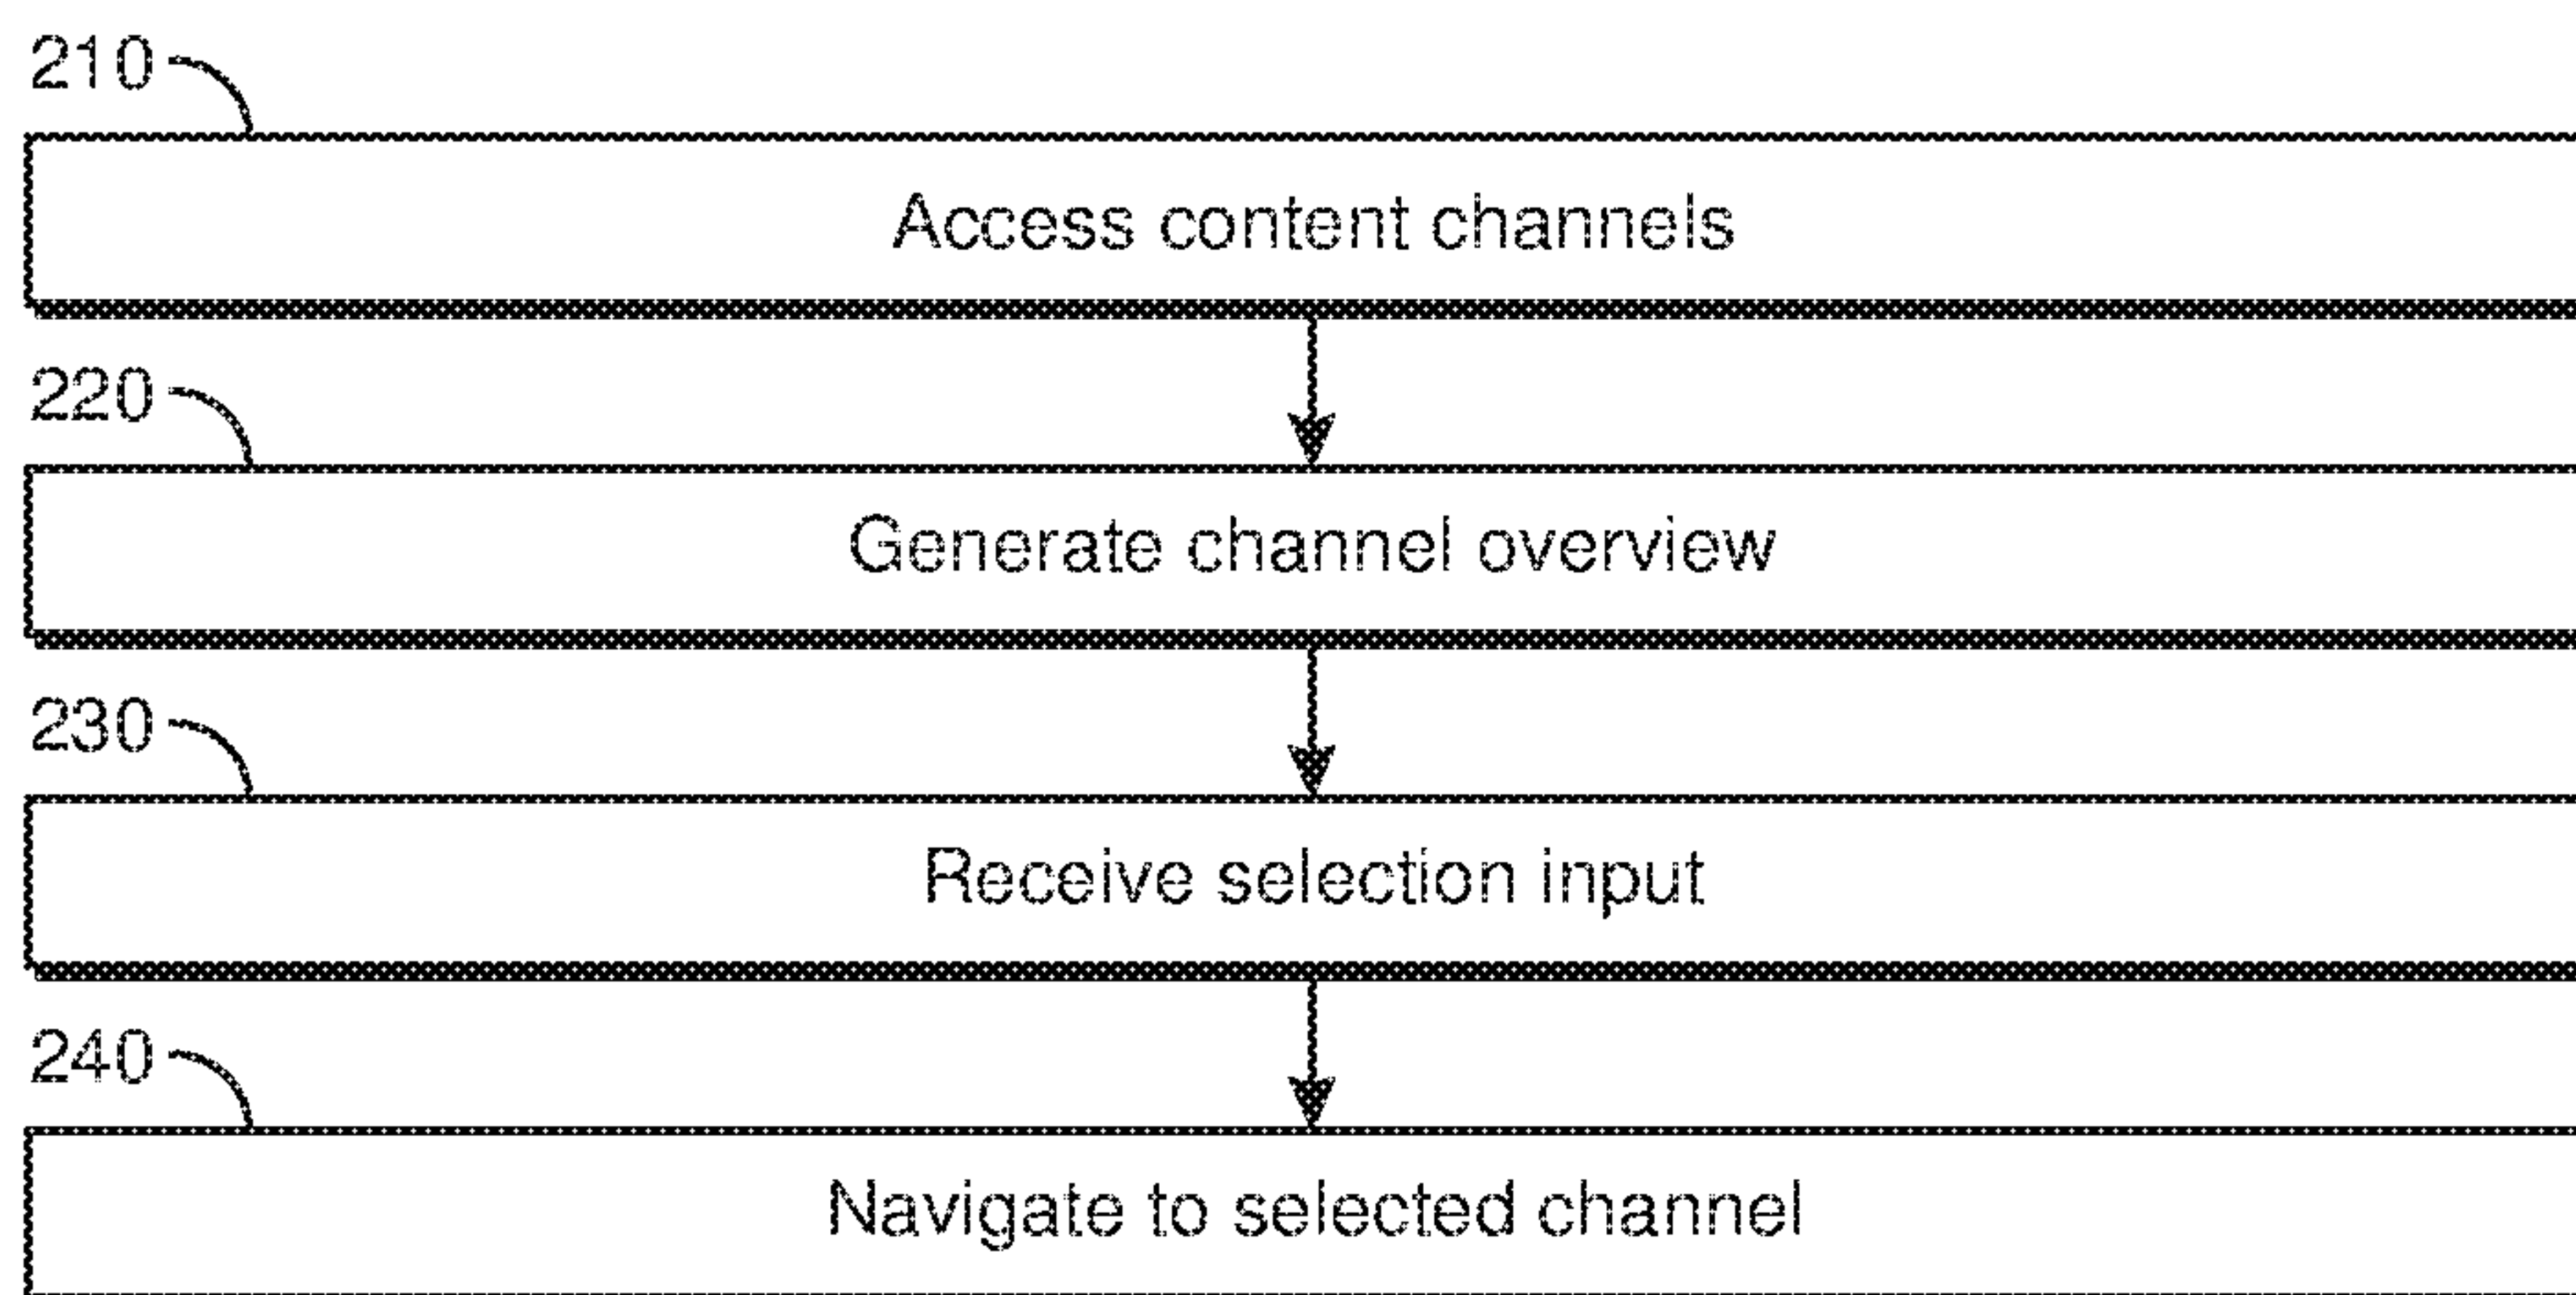 210
Access content channels
220
Generate channel overview
230
Receive selection input
240
Navigate to selected channel